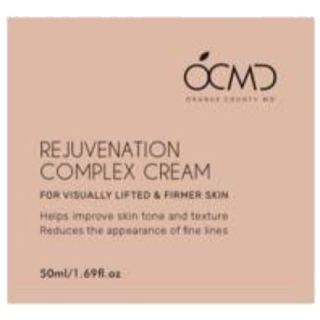 OCMD
ORANGE COUNTY MD
REJUVENATION
COMPLEX CREAM
FOR VISUALLY LIFTED & FIRMER SKIN
Helps improve skin tone and texture
Reduces the appearance of fine lines
50ml/1.69fl.oz